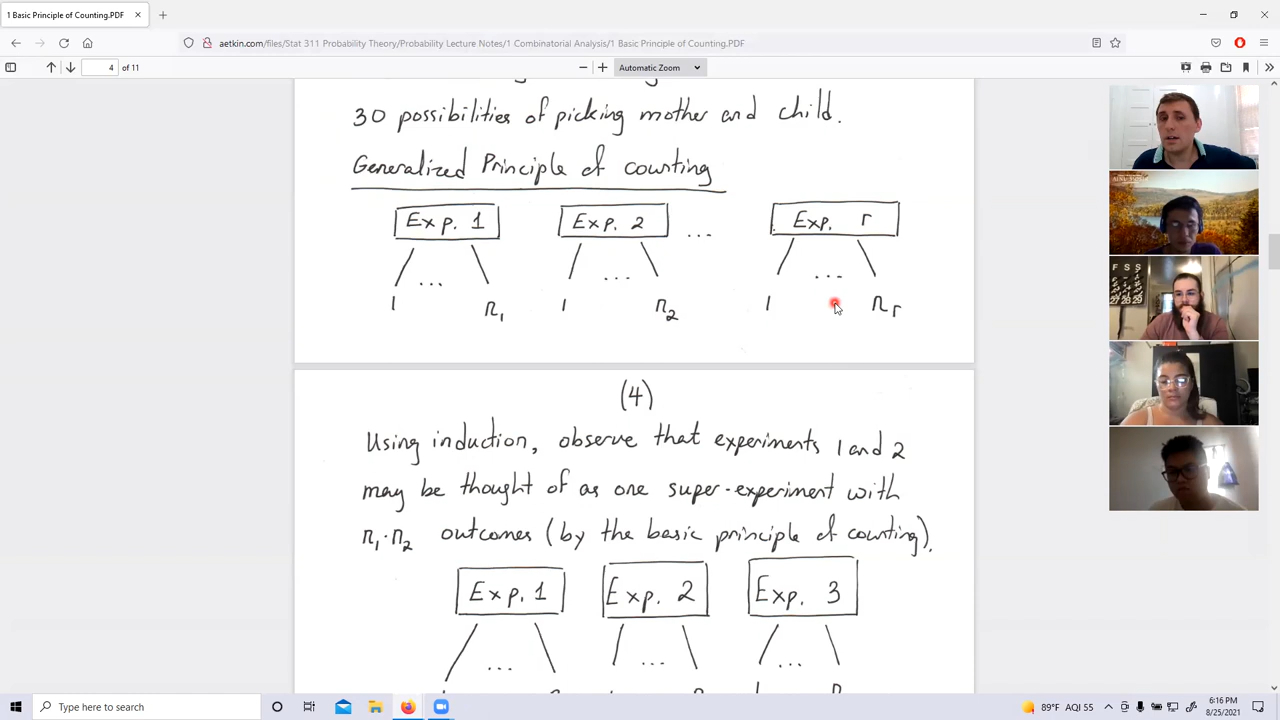 1 Basic Principle of Counting.PDF
aetkin.com/files/Stat 311 Probability Theory/Probability Lecture Notes/1 Combinatorial Analysis/1 Basic Principle of Counting.PDF
4 of 11
Automatic Zoom
30 possibilities of picking mother and child.
Generalized Principle of counting
Exp. 1 Exp. 2 ... Exp. r
... ... ...
1 n₁ 1 n₂ 1 nᵣ
(4)
Using induction, observe that experiments 1 and 2
may be thought of as one super-experiment with
n₁·n₂ outcomes (by the basic principle of counting).
Exp. 1 Exp. 2 Exp. 3
... ... ...
F S S
Type here to search
89°F AQI 55
6:16 PM
8/25/2021